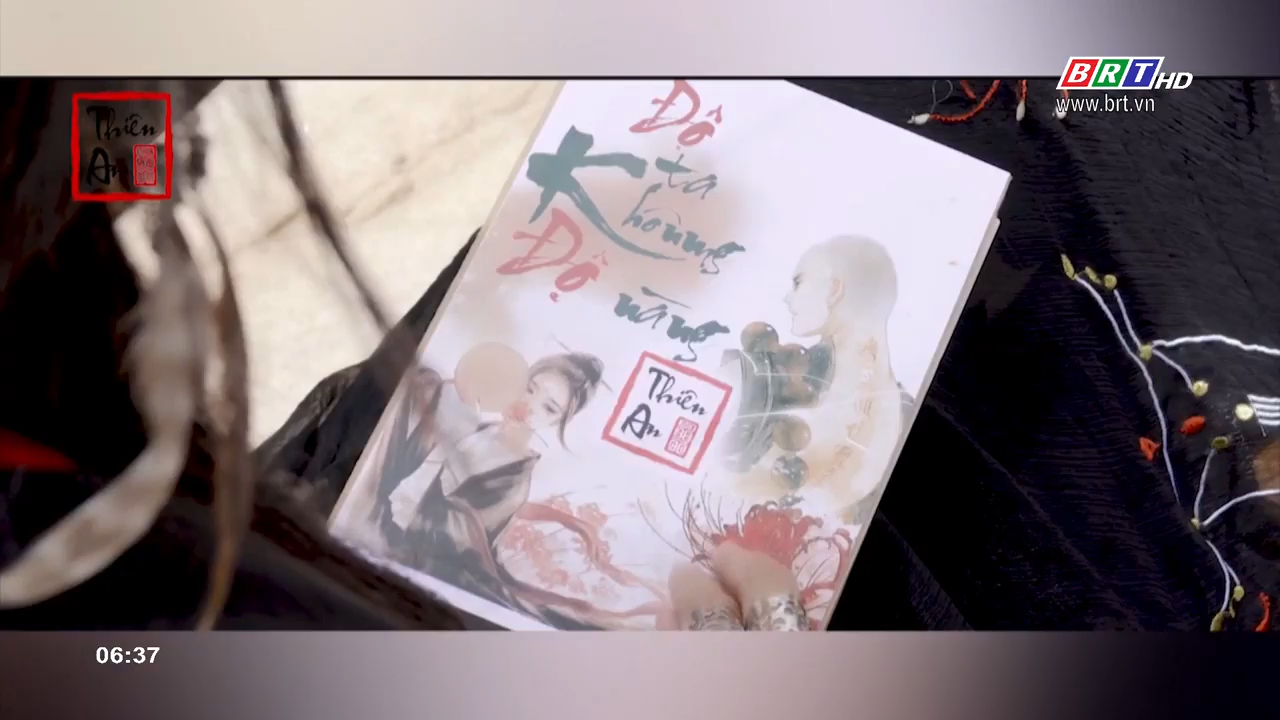 BRT HD
www.brt.vn
Thiên
An
Độ
ta
Không
Độ
nàng
Thiên
An
06:37